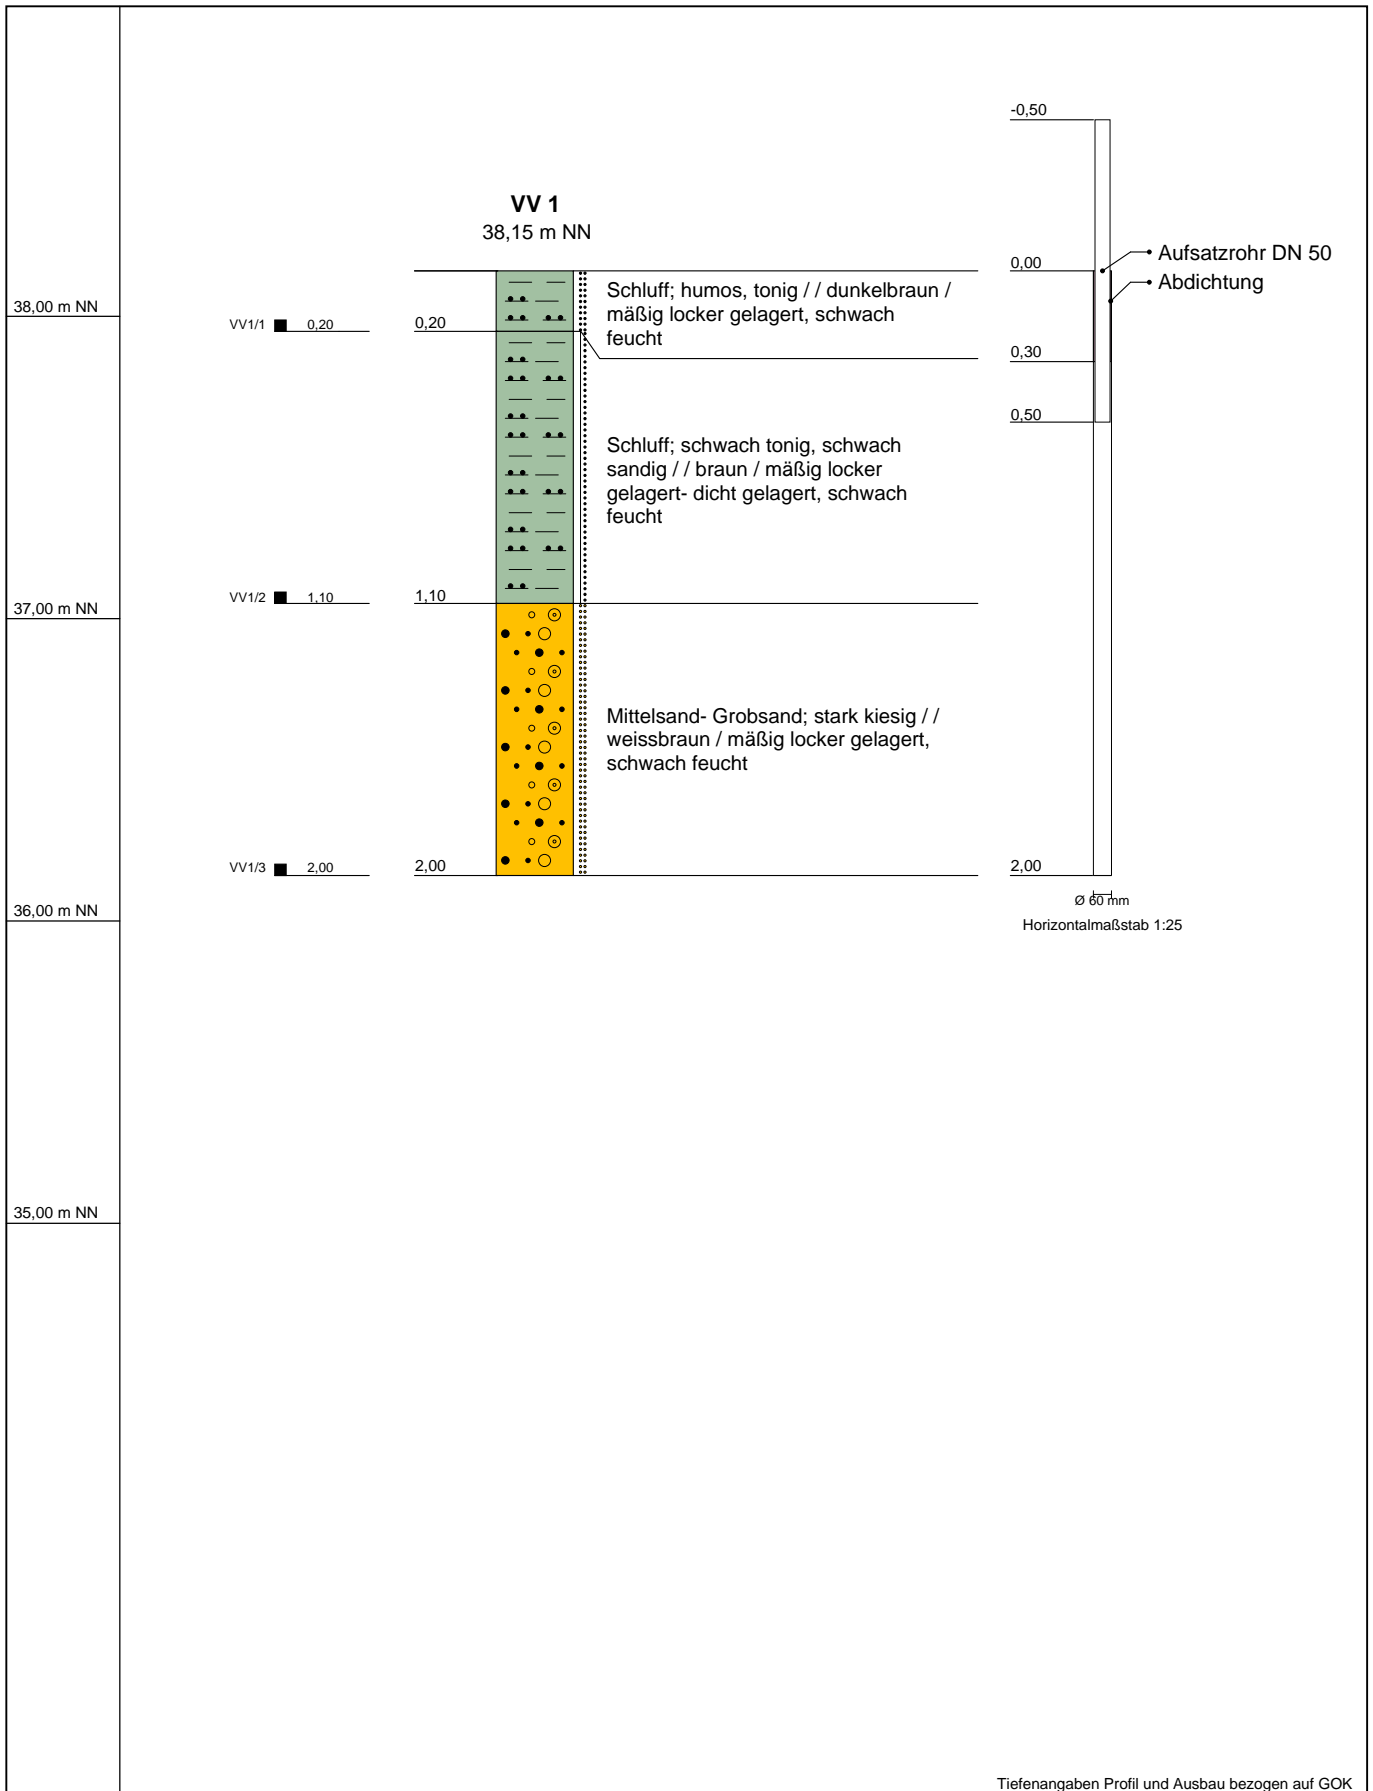 -0,50
VV 1
38,15 m NN
0,00
Aufsatzrohr DN 50
Abdichtung
38,00 m NN
VV1/1 0,20
0,20
Schluff; humos, tonig / / dunkelbraun /
mäßig locker gelagert, schwach
feucht
0,30
0,50
Schluff; schwach tonig, schwach
sandig / / braun / mäßig locker
gelagert- dicht gelagert, schwach
feucht
37,00 m NN
VV1/2 1,10
1,10
Mittelsand- Grobsand; stark kiesig / /
weissbraun / mäßig locker gelagert,
schwach feucht
VV1/3 2,00
2,00
2,00
Ø 60 mm
Horizontalmaßstab 1:25
36,00 m NN
35,00 m NN
Tiefenangaben Profil und Ausbau bezogen auf GOK